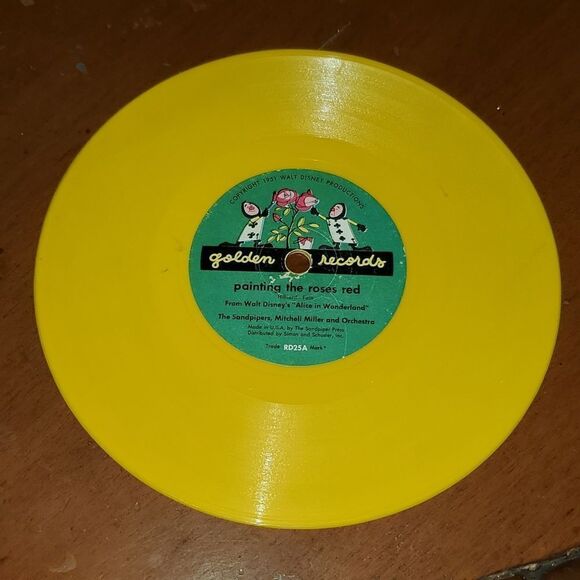 COPYRIGHT 1951 WALT DISNEY PRODUCTIONS
golden records
painting the roses red
Hilliard - Fain
From Walt Disney's "Alice in Wonderland"
The Sandpipers, Mitchell Miller and Orchestra
Made in U.S.A. by The Sandpiper Press
Distributed by Simon and Schuster, Inc.
Trade RD25A Mark